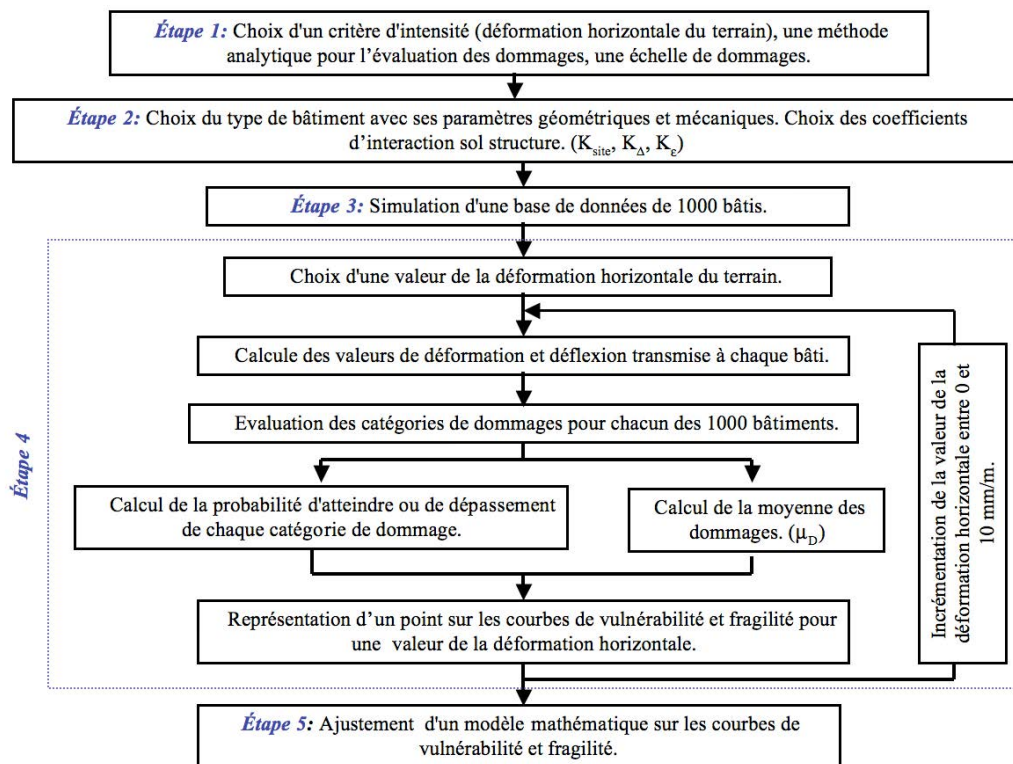 Étape 1: Choix d'un critère d'intensité (déformation horizontale du terrain), une méthode
analytique pour l’évaluation des dommages, une échelle de dommages.
Étape 2: Choix du type de bâtiment avec ses paramètres géométriques et mécaniques. Choix des coefficients
d’interaction sol structure. (K_site, K_Δ, K_ε)
Étape 3: Simulation d'une base de données de 1000 bâtis.
Étape 4
Choix d'une valeur de la déformation horizontale du terrain.
Calcule des valeurs de déformation et déflexion transmise à chaque bâti.
Evaluation des catégories de dommages pour chacun des 1000 bâtiments.
Calcul de la probabilité d'atteindre ou de dépassement
de chaque catégorie de dommage.
Calcul de la moyenne des
dommages. (μ_D)
Représentation d’un point sur les courbes de vulnérabilité et fragilité pour
une valeur de la déformation horizontale.
Incrémentation de la valeur de la
déformation horizontale entre 0 et
10 mm/m.
Étape 5: Ajustement d'un modèle mathématique sur les courbes de
vulnérabilité et fragilité.